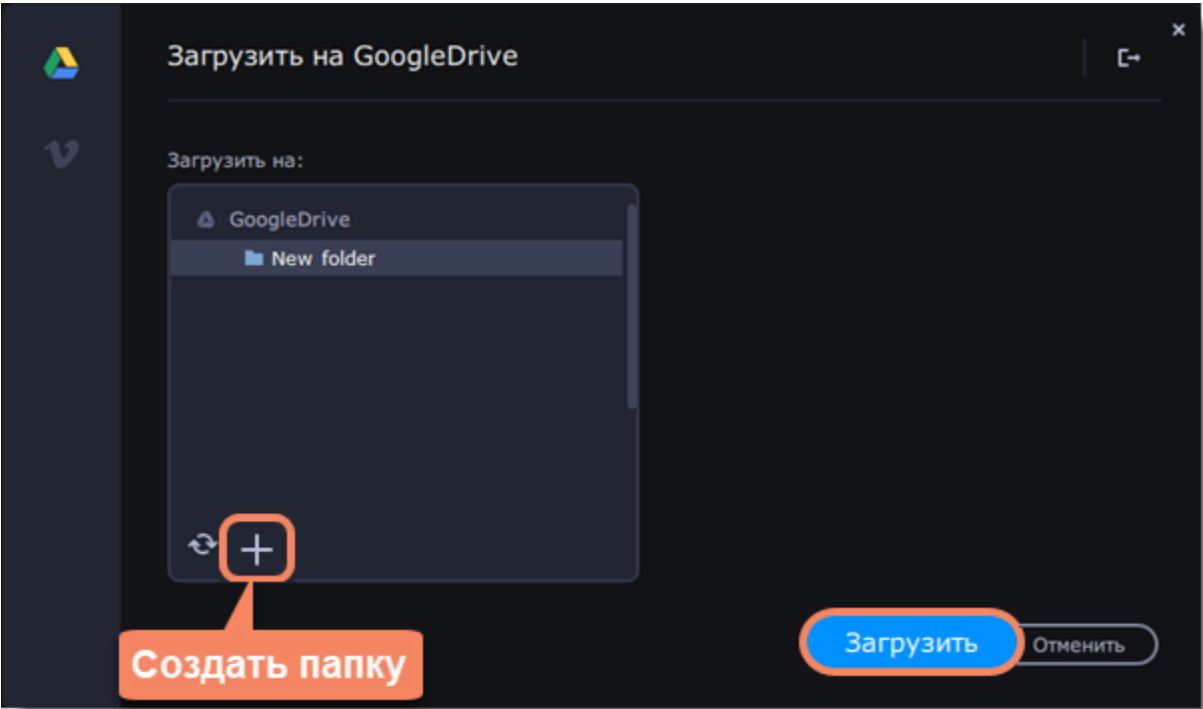 Загрузить на GoogleDrive
Загрузить на:
GoogleDrive
New folder
Создать папку
Загрузить
Отменить